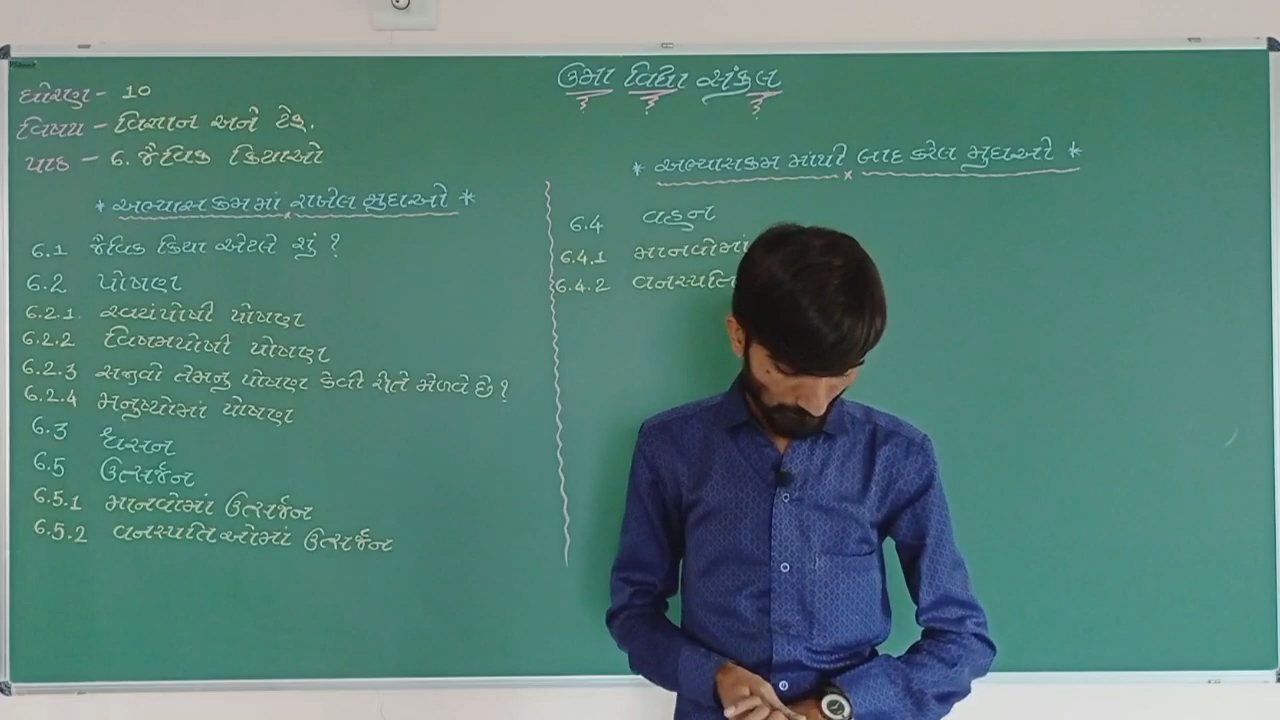 ઉમા વિદ્યા સંકુલ
ધોરણ - 10
વિષય - વિજ્ઞાન અને ટેક.
પાઠ - 6. જૈવિક ક્રિયાઓ
* અભ્યાસક્રમમાં રાખેલ મુદ્દાઓ *
6.1 જૈવિક ક્રિયા એટલે શું ?
6.2 પોષણ
6.2.1. સ્વયંપોષી પોષણ
6.2.2 વિષમપોષી પોષણ
6.2.3 સજીવો તેમનુ પોષણ કેવી રીતે મેળવે છે ?
6.2.4 મનુષ્યોમાં પોષણ
6.3 શ્વસન
6.5 ઉત્સર્જન
6.5.1 માનવોમાં ઉત્સર્જન
6.5.2 વનસ્પતિઓમાં ઉત્સર્જન
* અભ્યાસક્રમ માંથી બાદ કરેલ મુદ્દાઓ *
6.4 વહન
6.4.1 માનવોમાં
6.4.2 વનસ્પતિ